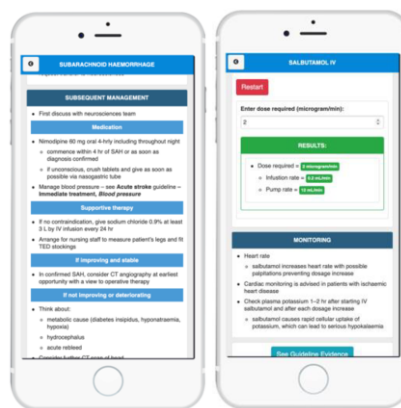 SUBARACHNOID HAEMORRHAGE
SUBSEQUENT MANAGEMENT
First discuss with neurosciences team
Medication
Nimodipine 60 mg oral 4-hrly including throughout night
commence within 4 hr of SAH or as soon as
diagnosis confirmed
if unconscious, crush tablets and give as soon as
possible via nasogastric tube
Manage blood pressure – see Acute stroke guideline –
Immediate treatment, Blood pressure
Supportive therapy
If no contraindication, give sodium chloride 0.9% at least
3 L by IV infusion every 24 hr
Arrange for nursing staff to measure patient's legs and fit
TED stockings
If improving and stable
In confirmed SAH, consider CT angiography at earliest
opportunity with a view to operative therapy
If not improving or deteriorating
Think about:
metabolic cause (diabetes insipidus, hyponatraemia,
hypoxia)
hydrocephalus
acute rebleed
Consider further CT scan of head
SALBUTAMOL IV
Restart
Enter dose required (microgram/min):
2
RESULTS:
Dose required =
Infusion rate =
Pump rate = 12 mL/hr
MONITORING
Heart rate
salbutamol increases heart rate with possible
palpitations preventing dosage increase
Cardiac monitoring is advised in patients with ischaemic
heart disease
Check plasma potassium 1–2 hr after starting IV
salbutamol and after each dosage increase
salbutamol causes rapid cellular uptake of
potassium, which can lead to serious hypokalaemia
See Guideline Evidence